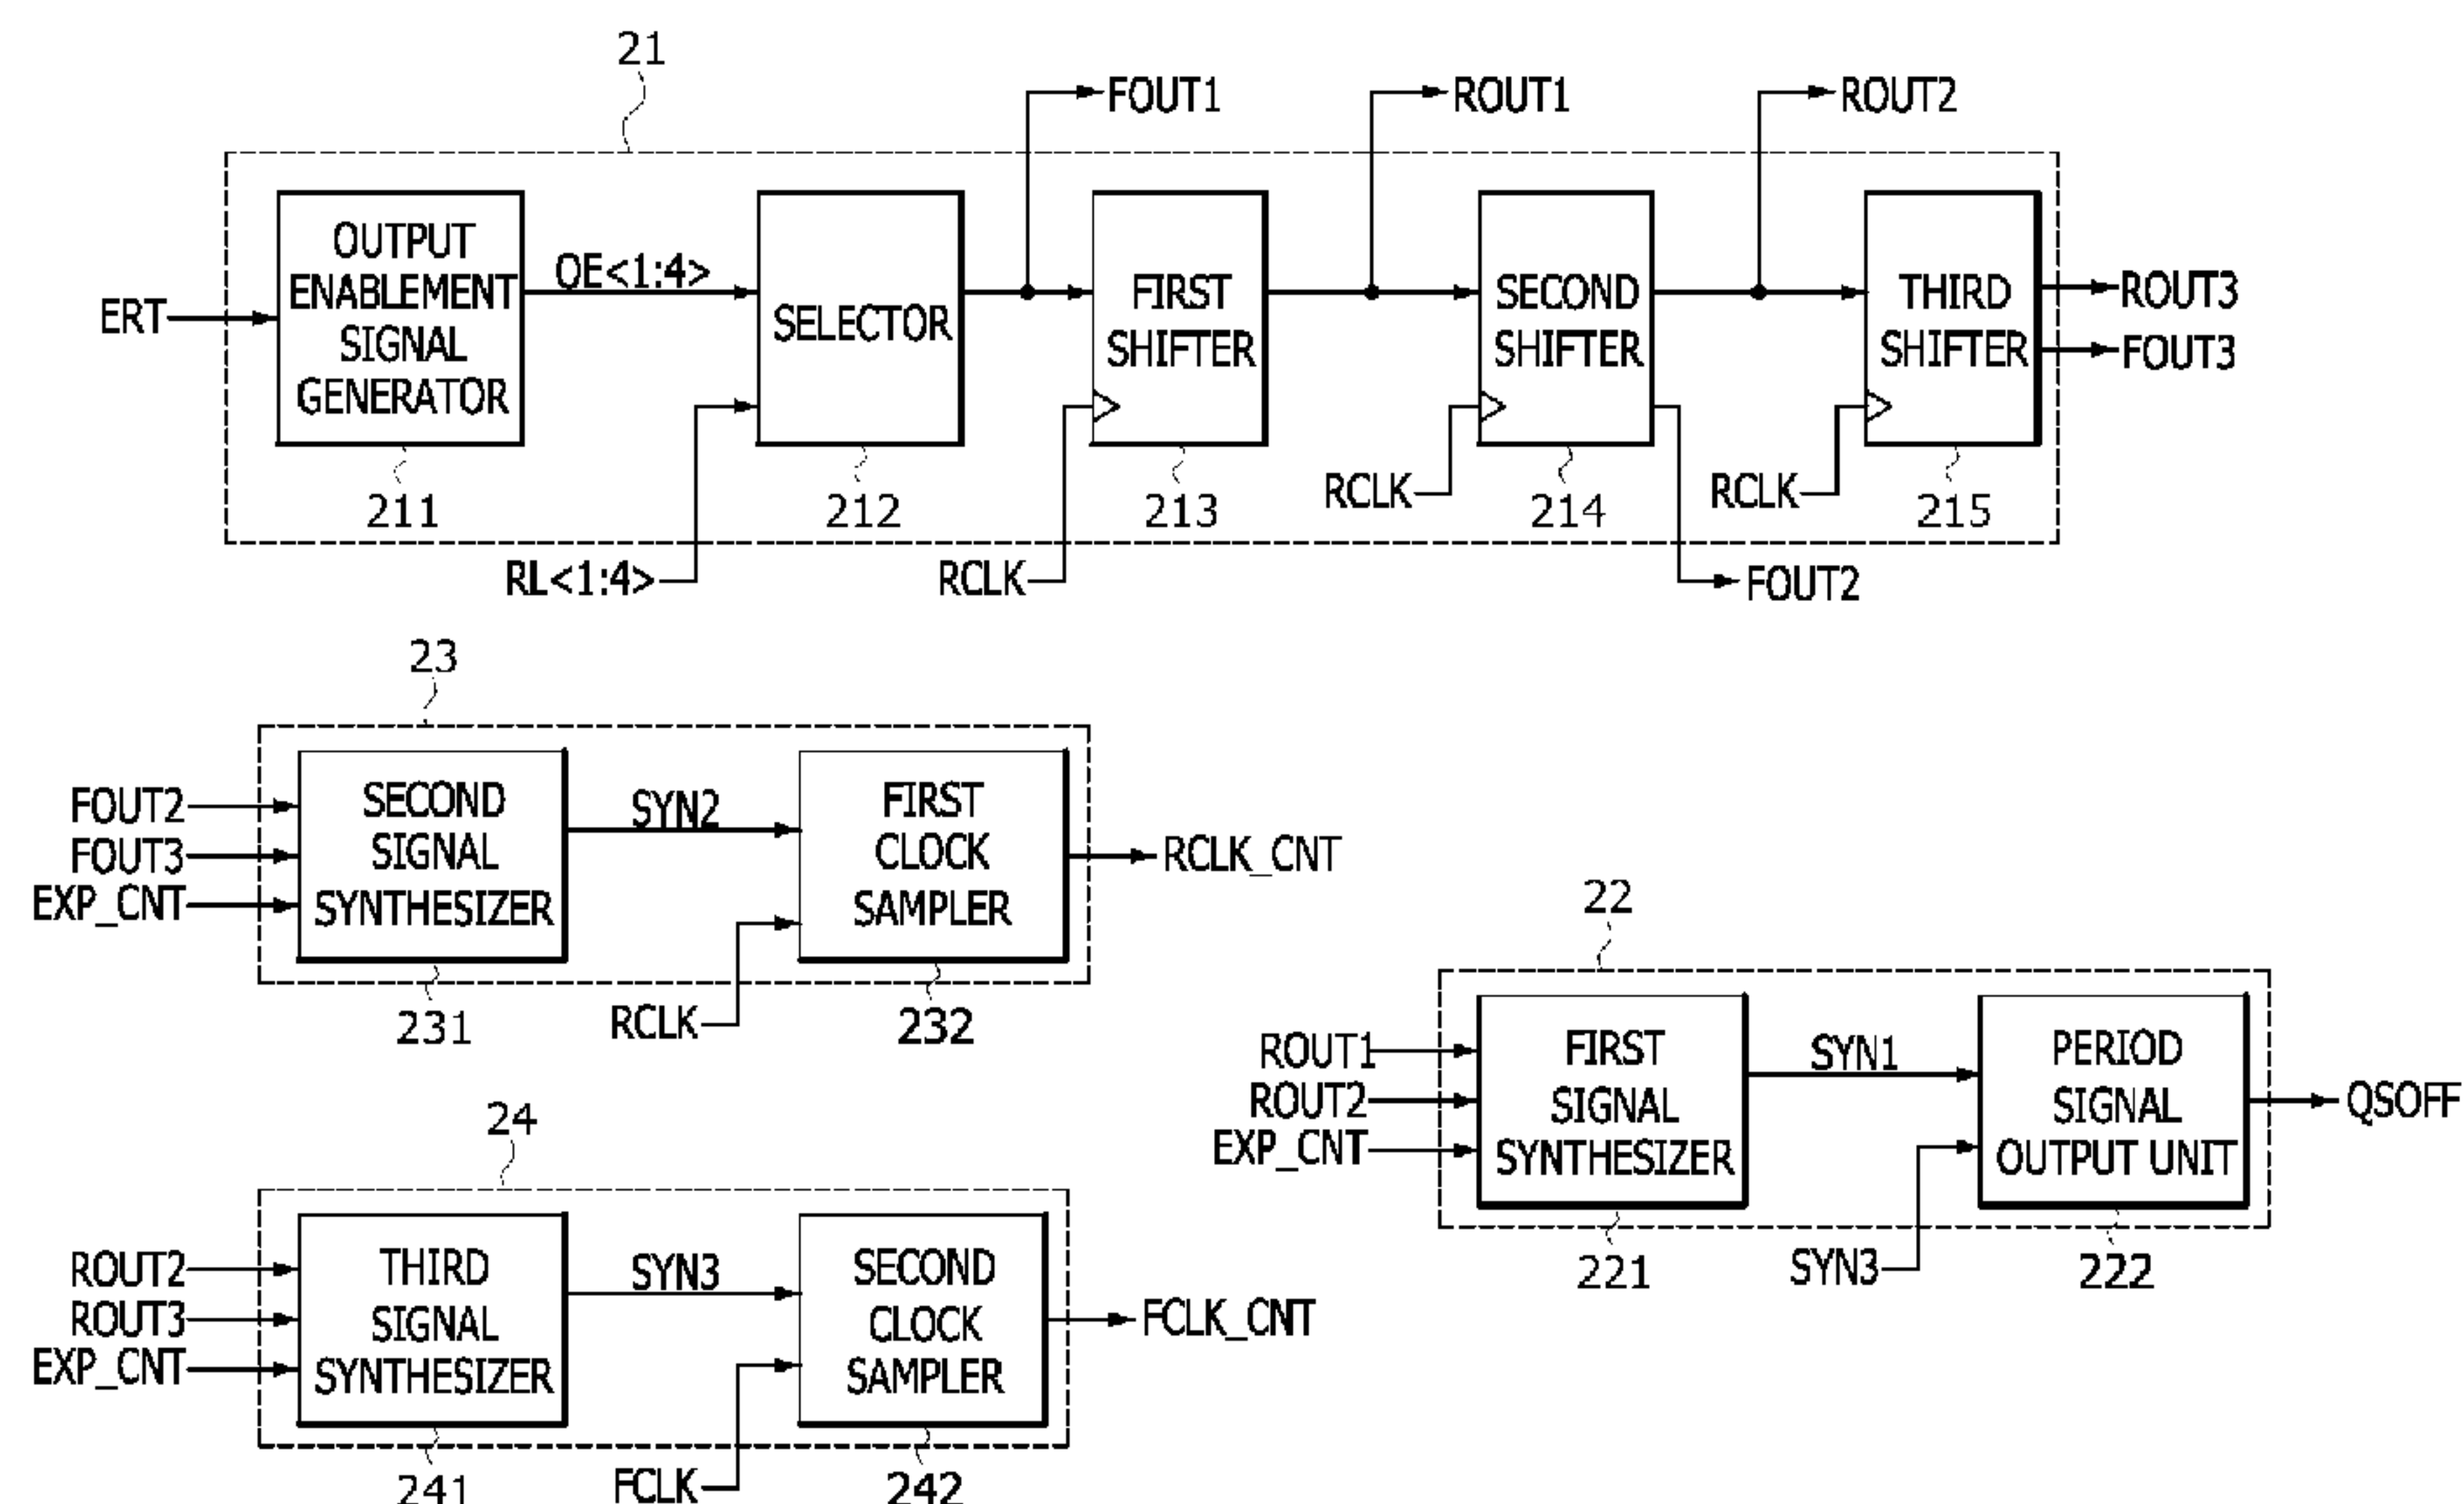 21
FOUT1
ROUT1
ROUT2
OUTPUT
ENABLEMENT
SIGNAL
GENERATOR
OE<1:4>
SELECTOR
FIRST
SHIFTER
SECOND
SHIFTER
THIRD
SHIFTER
ERT
ROUT3
FOUT3
RCLK
RCLK
211
212
213
214
215
RL<1:4>
RCLK
FOUT2
23
FOUT2
FOUT3
EXP_CNT
SECOND
SIGNAL
SYNTHESIZER
SYN2
FIRST
CLOCK
SAMPLER
RCLK_CNT
231
RCLK
232
22
ROUT1
ROUT2
EXP_CNT
FIRST
SIGNAL
SYNTHESIZER
SYN1
PERIOD
SIGNAL
OUTPUT UNIT
QSOFF
221
SYN3
222
24
ROUT2
ROUT3
EXP_CNT
THIRD
SIGNAL
SYNTHESIZER
SYN3
SECOND
CLOCK
SAMPLER
FCLK_CNT
241
FCLK
242